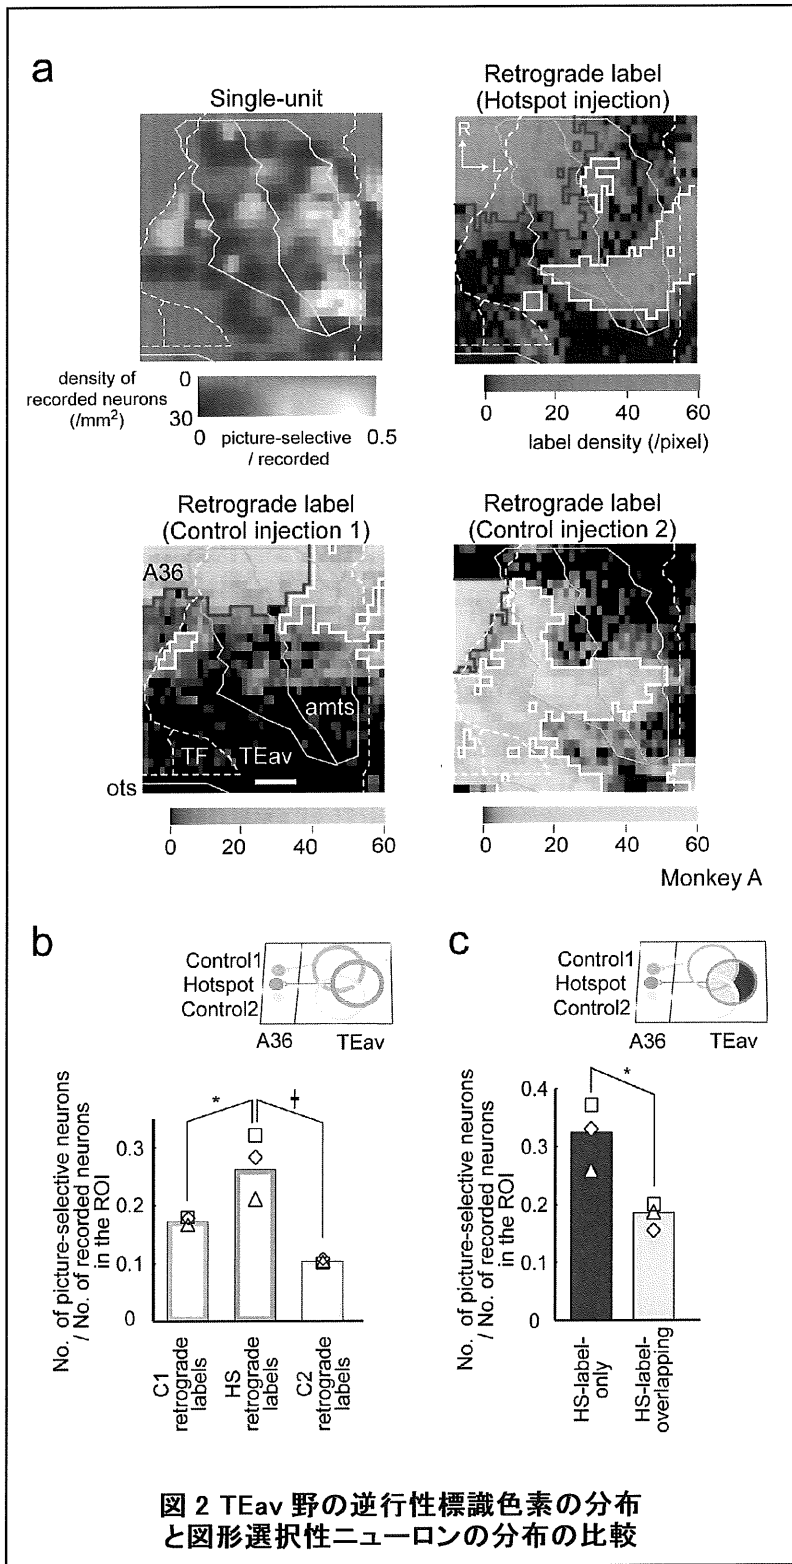 a
Single-unit
Retrograde label
(Hotspot injection)
R
L
density of
recorded neurons
(/mm2)
0
30
0 picture-selective 0.5
/ recorded
0 20 40 60
label density (/pixel)
Retrograde label
(Control injection 1)
Retrograde label
(Control injection 2)
A36
amts
TF TEav
ots
0 20 40 60
0 20 40 60
Monkey A
b
Control1
Hotspot
Control2
A36 TEav
No. of picture-selective neurons
/ No. of recorded neurons
in the ROI
0.3
0.2
0.1
0
* ‡
C1
retrograde
labels
HS
retrograde
labels
C2
retrograde
labels
c
Control1
Hotspot
Control2
A36 TEav
No. of picture-selective neurons
/ No. of recorded neurons
in the ROI
0.4
0.3
0.2
0.1
0
*
HS-label-
only
HS-label-
overlapping
図 2 TEav 野の逆行性標識色素の分布
と図形選択性ニューロンの分布の比較